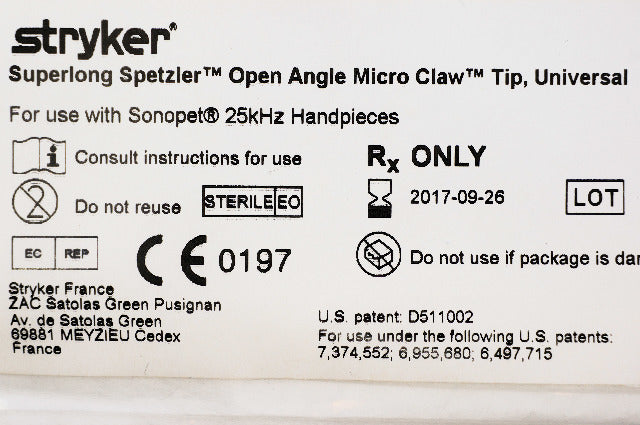 stryker®
Superlong Spetzler™ Open Angle Micro Claw™ Tip, Universal
For use with Sonopet® 25kHz Handpieces
i Consult instructions for use
Rx ONLY
2 Do not reuse
STERILE EO
2017-09-26
LOT
EC REP
CE 0197
Do not use if package is
Stryker France
ZAC Satolas Green Pusignan
Av. de Satolas Green
69881 MEYZIEU Cedex
France
U.S. patent: D511002
For use under the following U.S. patents:
7,374,552; 6,955,680; 6,497,715